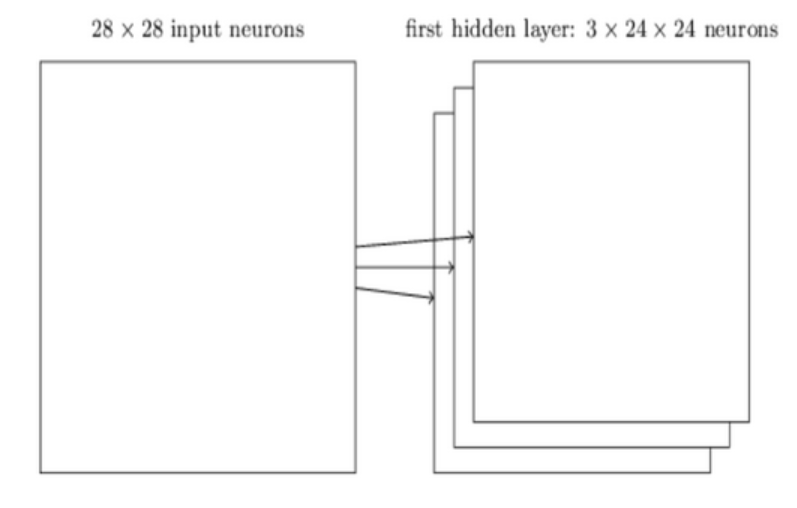 28 × 28 input neurons
first hidden layer: 3 × 24 × 24 neurons